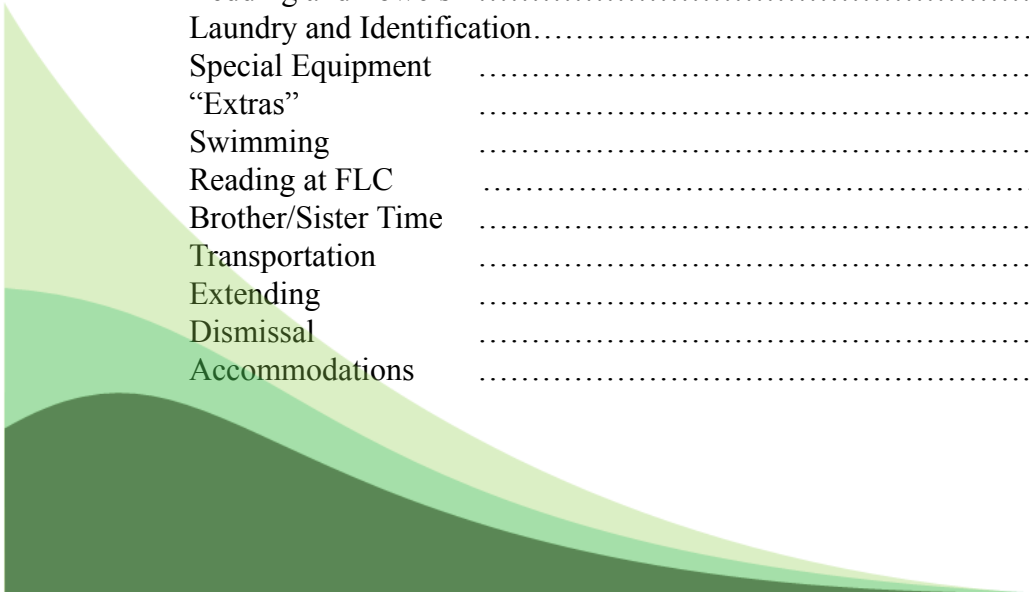 Laundry and Identification……………………………………………
Special Equipment ……………………………………………………
“Extras” ……………………………………………………
Swimming ……………………………………………………
Reading at FLC ……………………………………………………
Brother/Sister Time ……………………………………………………
Transportation ……………………………………………………
Extending ……………………………………………………
Dismissal ……………………………………………………
Accommodations ……………………………………………………